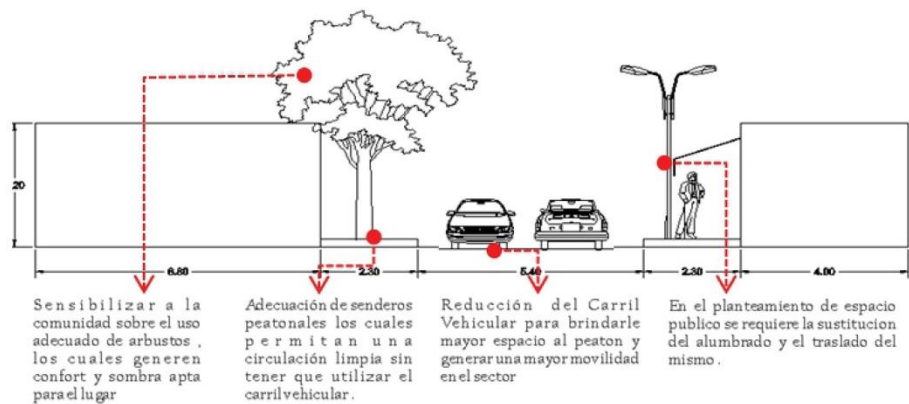 20
6.80
2.30
5.40
2.30
4.00
Sensibilizar a la
comunidad sobre el uso
adecuado de arbustos ,
los cuales generen
confort y sombra apta
para el lugar
Adecuación de senderos
peatonales los cuales
permitan una
circulación limpia sin
tener que utilizar el
carril vehicular .
Reducción del Carril
Vehicular para brindarle
mayor espacio al peaton y
generar una mayor movilidad
en el sector
En el planteamiento de espacio
publico se requiere la sustitucion
del alumbrado y el traslado del
mismo .